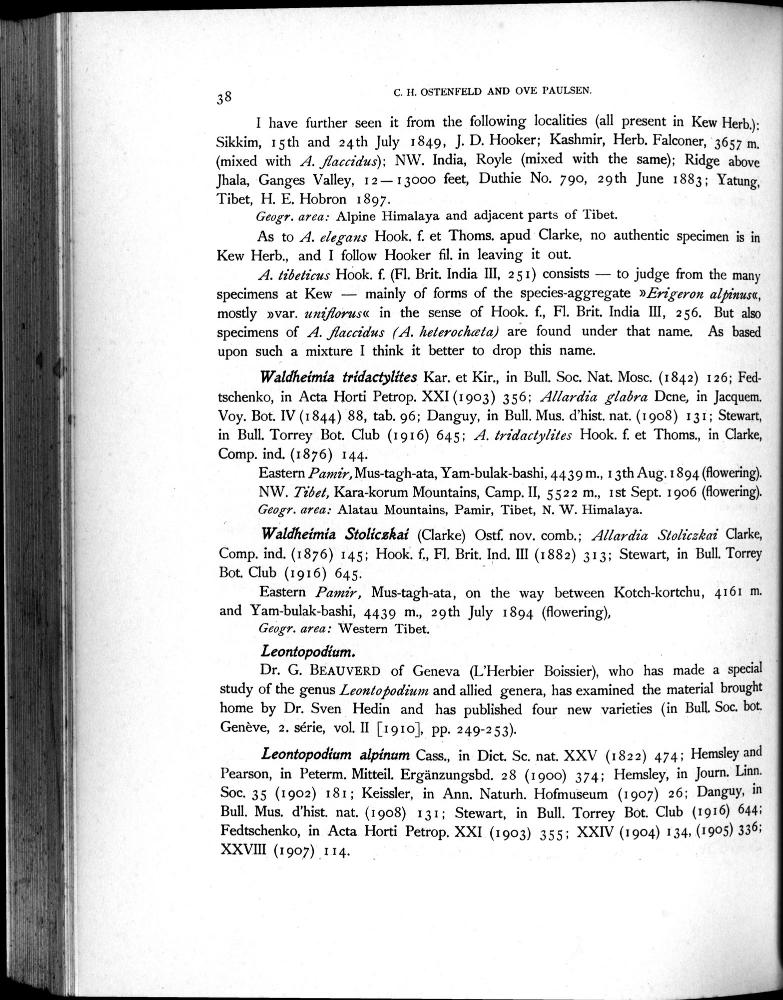 38
C. H. OSTENFELD AND OVE PAULSEN.
I have further seen it from the following localities (all present in Kew Herb.):
Sikkim, 15th and 24th July 1849, J. D. Hooker; Kashmir, Herb. Falconer, 3657 m.
(mixed with A. flaccidus); NW. India, Royle (mixed with the same); Ridge above
Jhala, Ganges Valley, 12—13000 feet, Duthie No. 790, 29th June 1883; Yatung,
Tibet, H. E. Hobron 1897.
Geogr. area: Alpine Himalaya and adjacent parts of Tibet.
As to A. elegans Hook. f. et Thoms. apud Clarke, no authentic specimen is in
Kew Herb., and I follow Hooker fil. in leaving it out.
A. tibeticus Hook. f. (Fl. Brit. India III, 251) consists — to judge from the many
specimens at Kew — mainly of forms of the species-aggregate »Erigeron alpinus«,
mostly »var. uniflorus« in the sense of Hook. f., Fl. Brit. India III, 256. But also
specimens of A. flaccidus (A. heterochæta) are found under that name. As based
upon such a mixture I think it better to drop this name.
Waldheimia tridactylites Kar. et Kir., in Bull. Soc. Nat. Mosc. (1842) 126; Fed-
tschenko, in Acta Horti Petrop. XXI (1903) 356; Allardia glabra Dcne, in Jacquem.
Voy. Bot. IV (1844) 88, tab. 96; Danguy, in Bull. Mus. d'hist. nat. (1908) 131; Stewart,
in Bull. Torrey Bot. Club (1916) 645; A. tridactylites Hook. f. et Thoms., in Clarke,
Comp. ind. (1876) 144.
Eastern Pamir, Mus-tagh-ata, Yam-bulak-bashi, 4439 m., 13th Aug. 1894 (flowering).
NW. Tibet, Kara-korum Mountains, Camp. II, 5522 m., 1st Sept. 1906 (flowering).
Geogr. area: Alatau Mountains, Pamir, Tibet, N. W. Himalaya.
Waldheimia Stoliczkai (Clarke) Ostf. nov. comb.; Allardia Stoliczkai Clarke,
Comp. ind. (1876) 145; Hook. f., Fl. Brit. Ind. III (1882) 313; Stewart, in Bull. Torrey
Bot. Club (1916) 645.
Eastern Pamir, Mus-tagh-ata, on the way between Kotch-kortchu, 4161 m.
and Yam-bulak-bashi, 4439 m., 29th July 1894 (flowering),
Geogr. area: Western Tibet.
Leontopodium.
Dr. G. BEAUVERD of Geneva (L'Herbier Boissier), who has made a special
study of the genus Leontopodium and allied genera, has examined the material brought
home by Dr. Sven Hedin and has published four new varieties (in Bull. Soc. bot.
Genève, 2. série, vol. II [1910], pp. 249-253).
Leontopodium alpinum Cass., in Dict. Sc. nat. XXV (1822) 474; Hemsley and
Pearson, in Peterm. Mitteil. Ergänzungsbd. 28 (1900) 374; Hemsley, in Journ. Linn.
Soc. 35 (1902) 181; Keissler, in Ann. Naturh. Hofmuseum (1907) 26; Danguy, in
Bull. Mus. d'hist. nat. (1908) 131; Stewart, in Bull. Torrey Bot. Club (1916) 644;
Fedtschenko, in Acta Horti Petrop. XXI (1903) 355; XXIV (1904) 134, (1905) 336;
XXVIII (1907) 114.